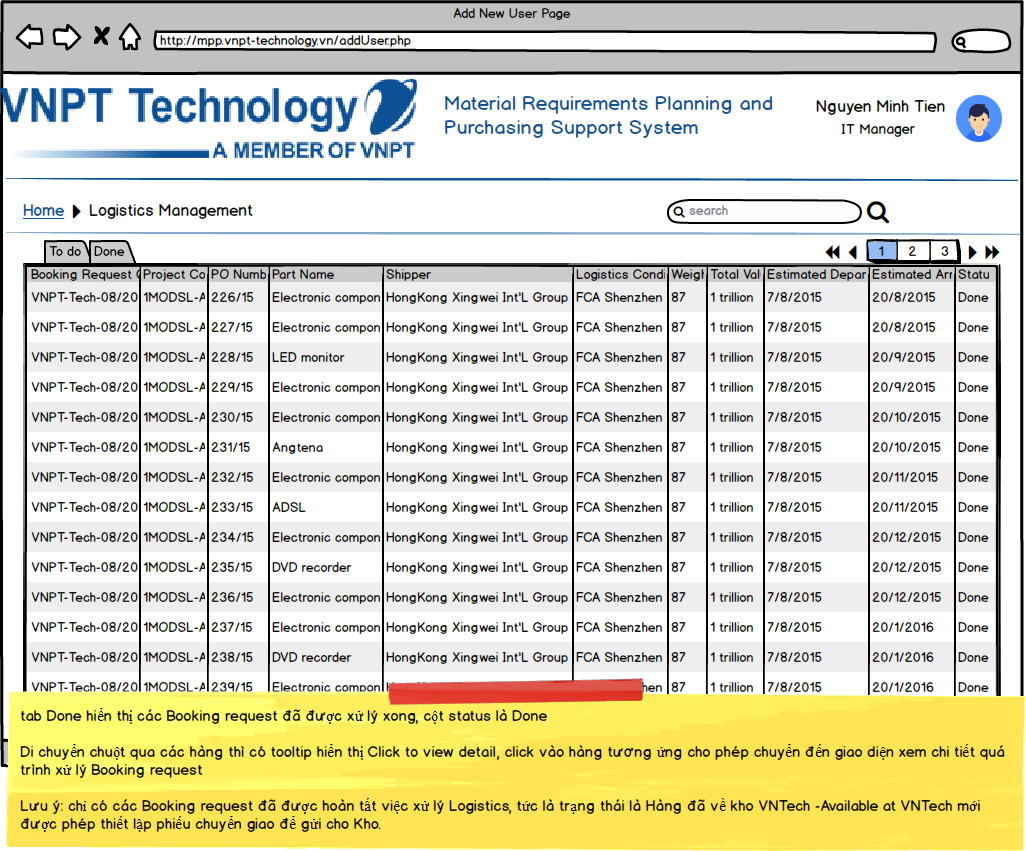 Add New User Page
http://mpp.vnpt-technology.vn/addUser.php
VNPT Technology
A MEMBER OF VNPT
Material Requirements Planning and
Purchasing Support System
Nguyen Minh Tien
IT Manager
Home Logistics Management
search
To do Done
1 2 3
Booking Request Project Co PO Numb Part Name Shipper Logistics Condi Weigh Total Val Estimated Depar Estimated Arr Statu
VNPT-Tech-08/20 1MODSL-A 226/15 Electronic compon HongKong Xingwei Int'L Group FCA Shenzhen 87 1 trillion 7/8/2015 20/8/2015 Done
VNPT-Tech-08/20 1MODSL-A 227/15 Electronic compon HongKong Xingwei Int'L Group FCA Shenzhen 87 1 trillion 7/8/2015 20/8/2015 Done
VNPT-Tech-08/20 1MODSL-A 228/15 LED monitor HongKong Xingwei Int'L Group FCA Shenzhen 87 1 trillion 7/8/2015 20/9/2015 Done
VNPT-Tech-08/20 1MODSL-A 229/15 Electronic compon HongKong Xingwei Int'L Group FCA Shenzhen 87 1 trillion 7/8/2015 20/9/2015 Done
VNPT-Tech-08/20 1MODSL-A 230/15 Electronic compon HongKong Xingwei Int'L Group FCA Shenzhen 87 1 trillion 7/8/2015 20/10/2015 Done
VNPT-Tech-08/20 1MODSL-A 231/15 Angtena HongKong Xingwei Int'L Group FCA Shenzhen 87 1 trillion 7/8/2015 20/10/2015 Done
VNPT-Tech-08/20 1MODSL-A 232/15 Electronic compon HongKong Xingwei Int'L Group FCA Shenzhen 87 1 trillion 7/8/2015 20/11/2015 Done
VNPT-Tech-08/20 1MODSL-A 233/15 ADSL HongKong Xingwei Int'L Group FCA Shenzhen 87 1 trillion 7/8/2015 20/11/2015 Done
VNPT-Tech-08/20 1MODSL-A 234/15 Electronic compon HongKong Xingwei Int'L Group FCA Shenzhen 87 1 trillion 7/8/2015 20/12/2015 Done
VNPT-Tech-08/20 1MODSL-A 235/15 DVD recorder HongKong Xingwei Int'L Group FCA Shenzhen 87 1 trillion 7/8/2015 20/12/2015 Done
VNPT-Tech-08/20 1MODSL-A 236/15 Electronic compon HongKong Xingwei Int'L Group FCA Shenzhen 87 1 trillion 7/8/2015 20/12/2015 Done
VNPT-Tech-08/20 1MODSL-A 237/15 Electronic compon HongKong Xingwei Int'L Group FCA Shenzhen 87 1 trillion 7/8/2015 20/1/2016 Done
VNPT-Tech-08/20 1MODSL-A 238/15 DVD recorder HongKong Xingwei Int'L Group FCA Shenzhen 87 1 trillion 7/8/2015 20/1/2016 Done
VNPT-Tech-08/20 1MODSL-A 239/15 Electronic compon hen 87 1 trillion 7/8/2015 20/1/2016 Done
tab Done hiển thị các Booking request đã được xử lý xong, cột status là Done
Di chuyển chuột qua các hàng thì có tooltip hiển thị Click to view detail, click vào hàng tương ứng cho phép chuyển đến giao diện xem chi tiết quá
trình xử lý Booking request
Lưu ý: chỉ có các Booking request đã được hoàn tất việc xử lý Logistics, tức là trạng thái là Hàng đã về kho VNTech -Available at VNTech mới
được phép thiết lập phiếu chuyển giao để gửi cho Kho.